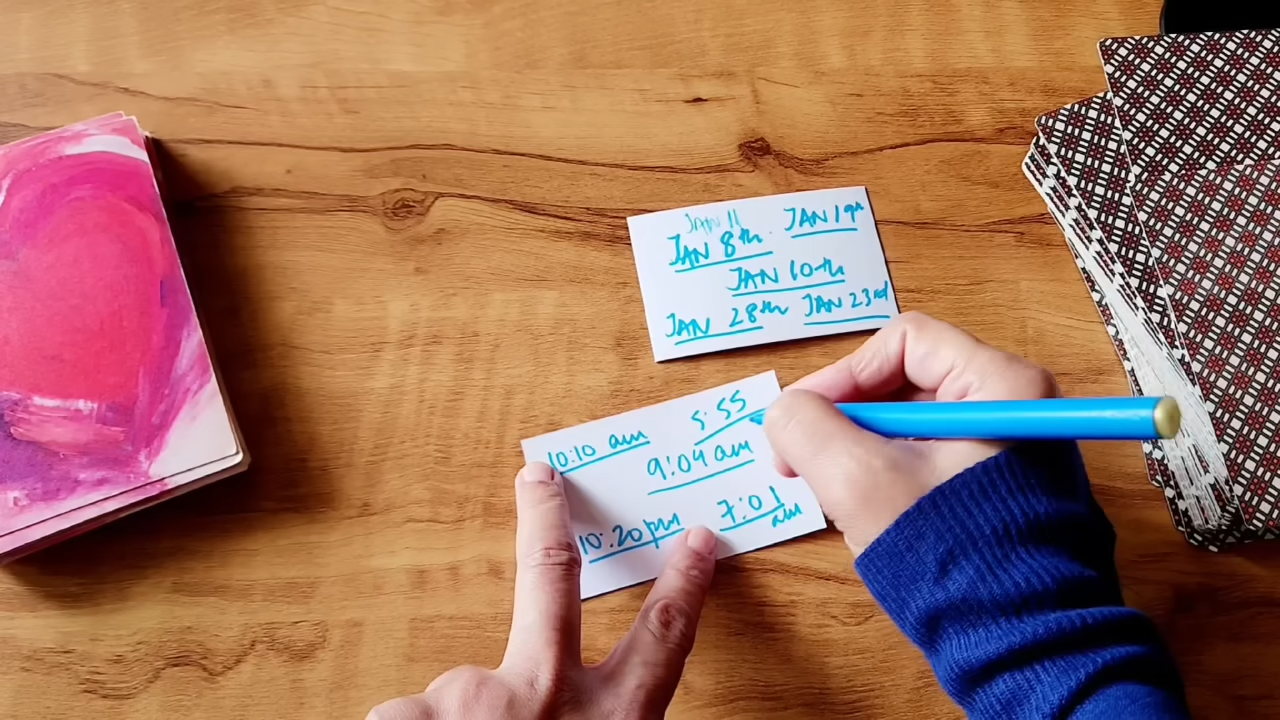 JAN 11
JAN 8th. JAN 19th
JAN 10th
JAN 28th JAN 23rd
10:10 am 5:55
9:04 am
10:20 pm 7:01
am